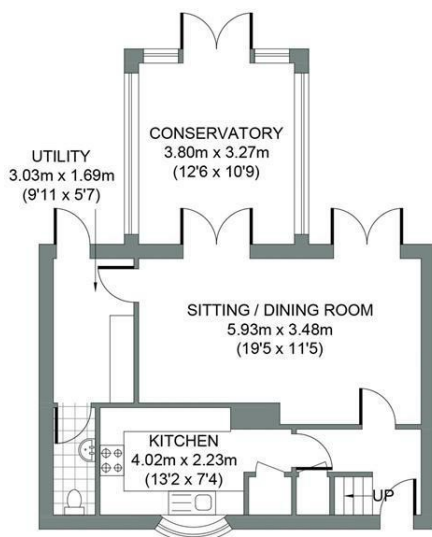 CONSERVATORY
3.80m x 3.27m
(12'6 x 10'9)
UTILITY
3.03m x 1.69m
(9'11 x 5'7)
SITTING / DINING ROOM
5.93m x 3.48m
(19'5 x 11'5)
KITCHEN
4.02m x 2.23m
(13'2 x 7'4)
UP